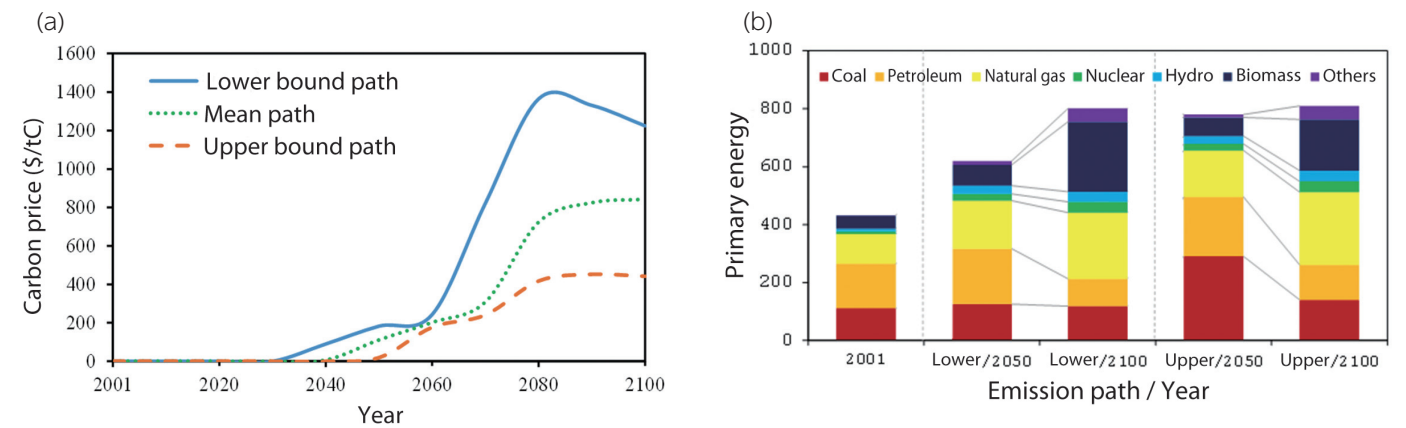 (a)
1600
1400
1200
1000
800
600
400
200
0
Carbon price ($/tC)
Lower bound path
Mean path
Upper bound path
2001 2020 2040 2060 2080 2100
Year
(b)
1000
800
600
400
200
0
Primary energy
Coal Petroleum Natural gas Nuclear Hydro Biomass Others
2001 Lower/2050 Lower/2100 Upper/2050 Upper/2100
Emission path / Year